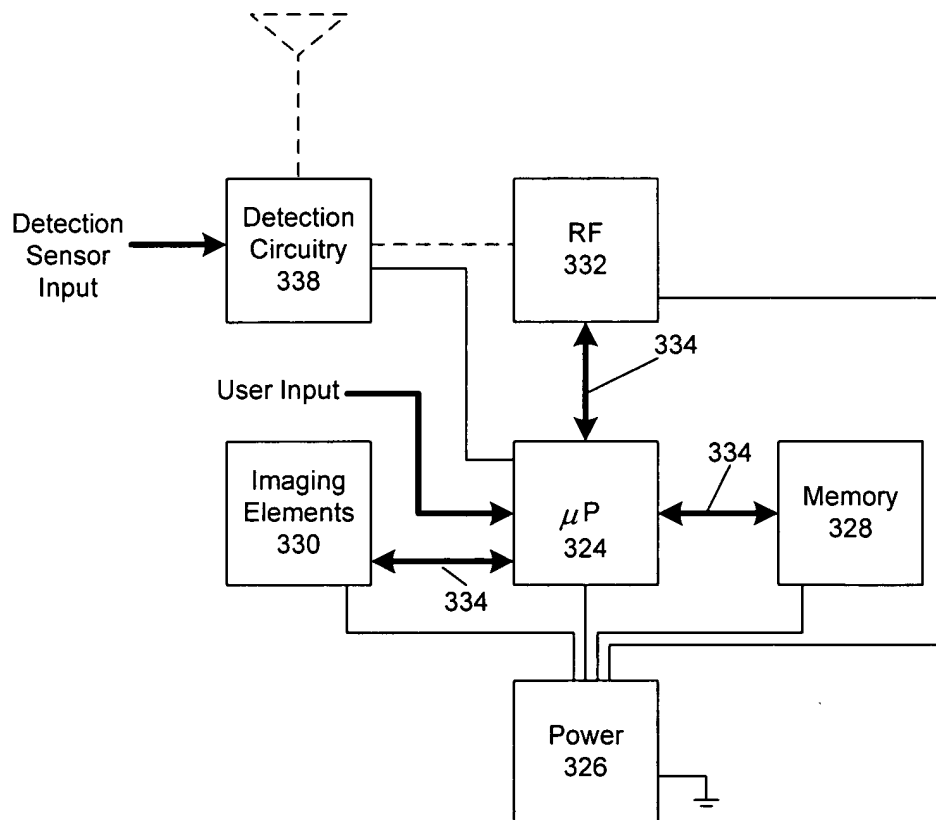 Detection
Sensor
Input
Detection
Circuitry
338
RF
332
334
User Input
Imaging
Elements
330
334
μP
324
334
Memory
328
Power
326